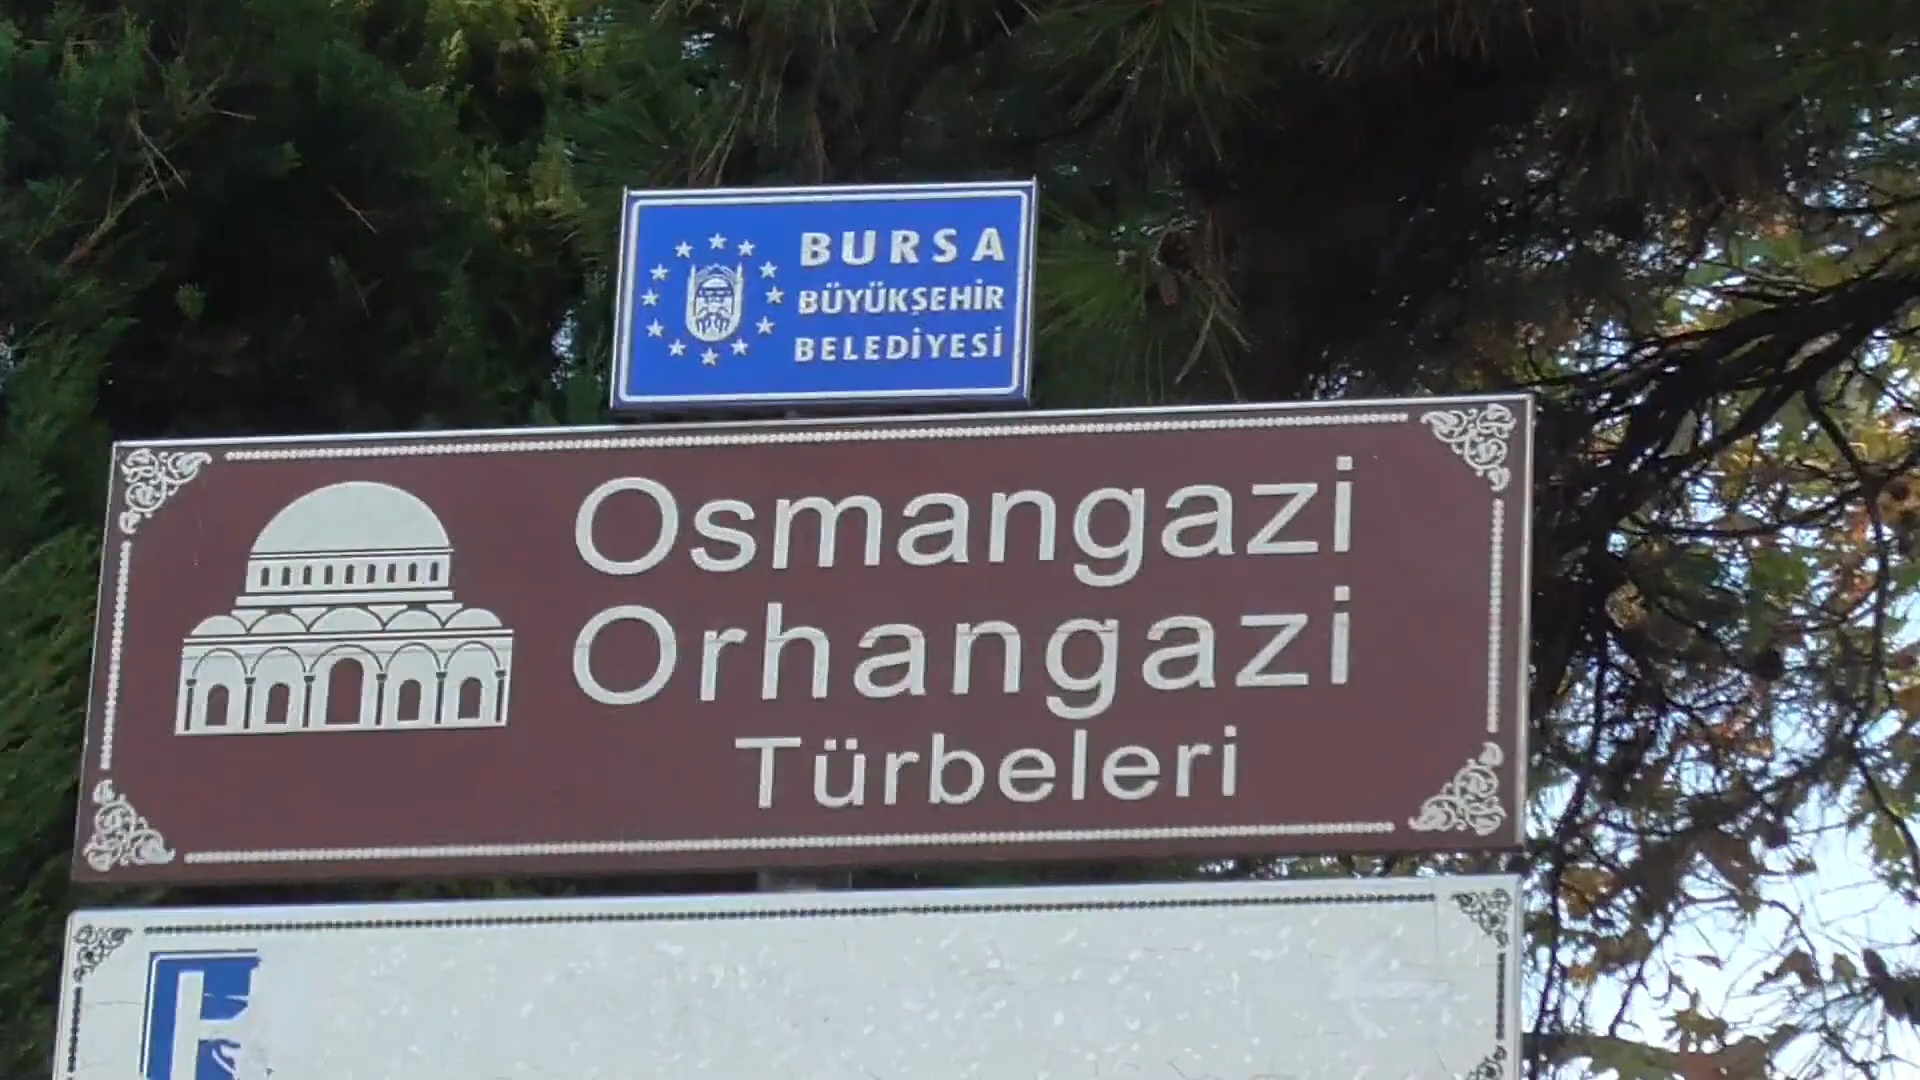 BURSA
BÜYÜKŞEHİR
BELEDİYESİ
Osmangazi
Orhangazi
Türbeleri